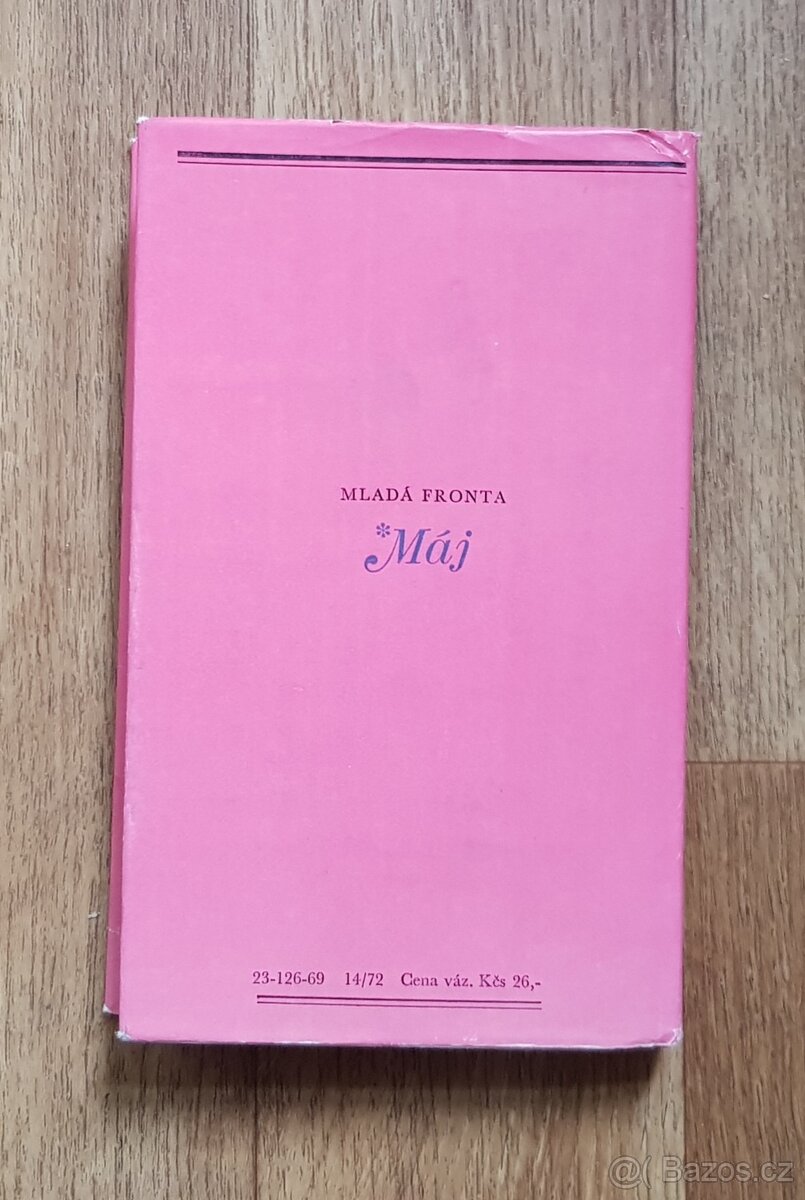 MLADÁ FRONTA
*Máj
23-126-69 14/72 Cena váz. Kčs 26,-
@( Bazos.cz